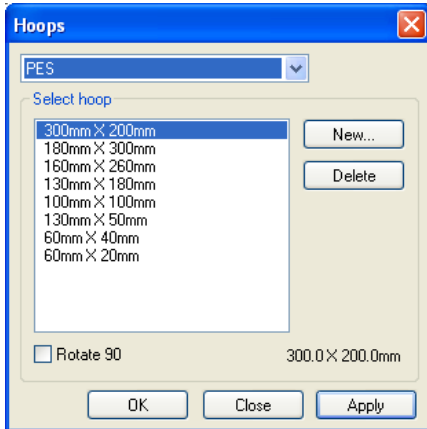 Hoops
PES
Select hoop
300mm X 200mm
180mm X 300mm
160mm X 260mm
130mm X 180mm
100mm X 100mm
130mm X 50mm
60mm X 40mm
60mm X 20mm
New...
Delete
Rotate 90
300.0 X 200.0mm
OK
Close
Apply